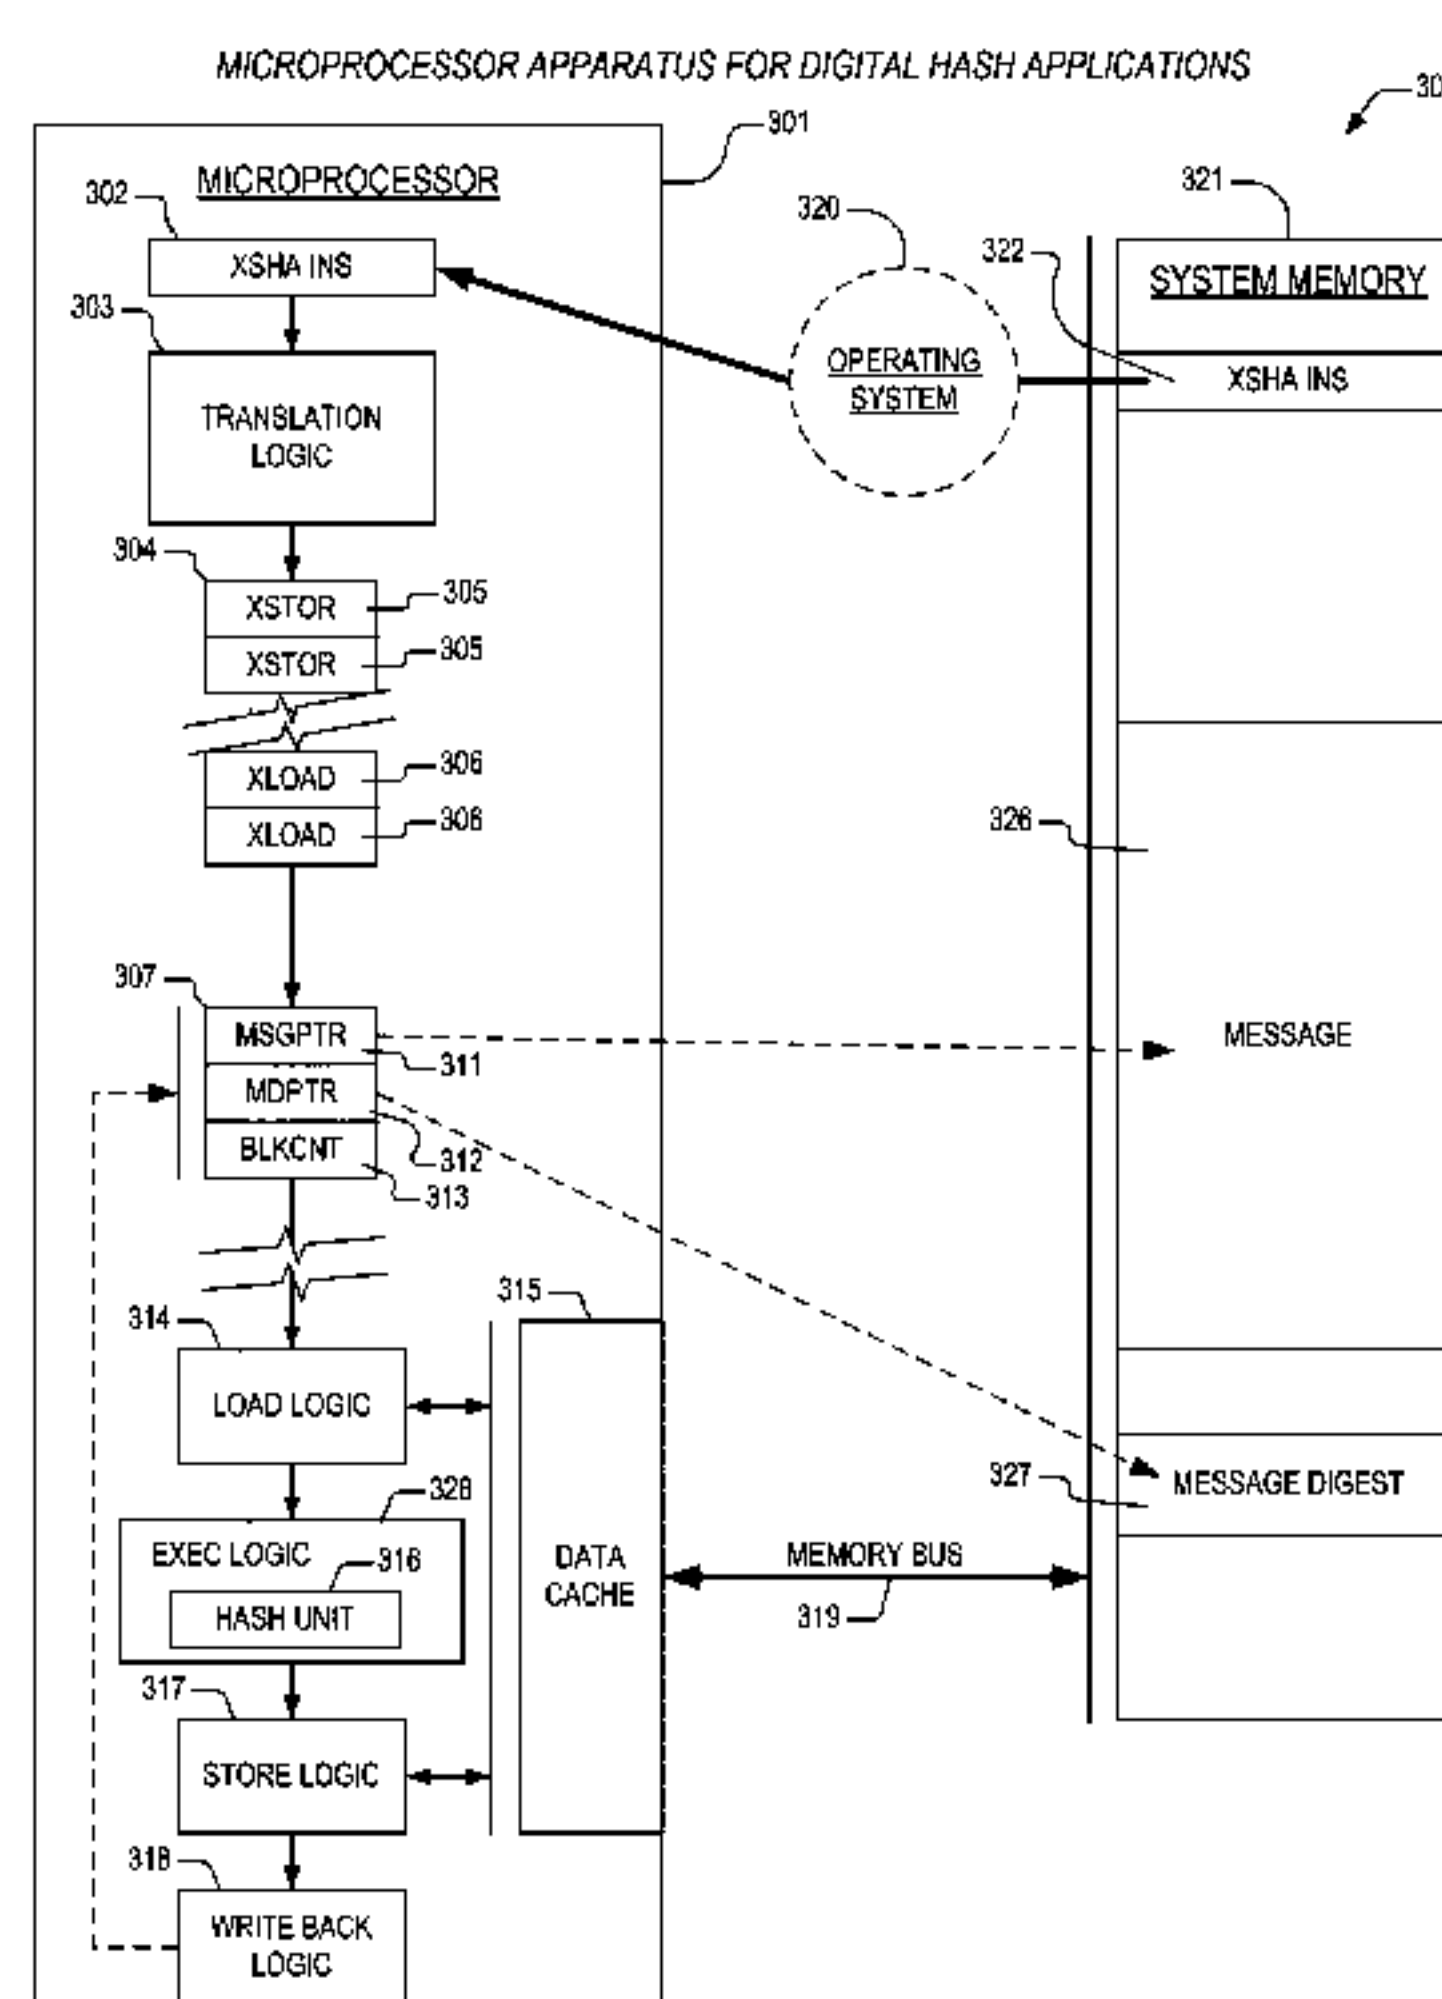 MICROPROCESSOR APPARATUS FOR DIGITAL HASH APPLICATIONS
301
MICROPROCESSOR
302
XSHA INS
303
TRANSLATION
LOGIC
304
XSTOR
305
XSTOR
305
XLOAD
306
XLOAD
306
307
MSGPTR
311
MDPTR
312
BLKCNT
313
314
LOAD LOGIC
328
EXEC LOGIC
316
HASH UNIT
317
STORE LOGIC
318
WRITE BACK
LOGIC
315
DATA
CACHE
320
OPERATING
SYSTEM
MEMORY BUS
319
30
321
SYSTEM MEMORY
322
XSHA INS
326
MESSAGE
327
MESSAGE DIGEST